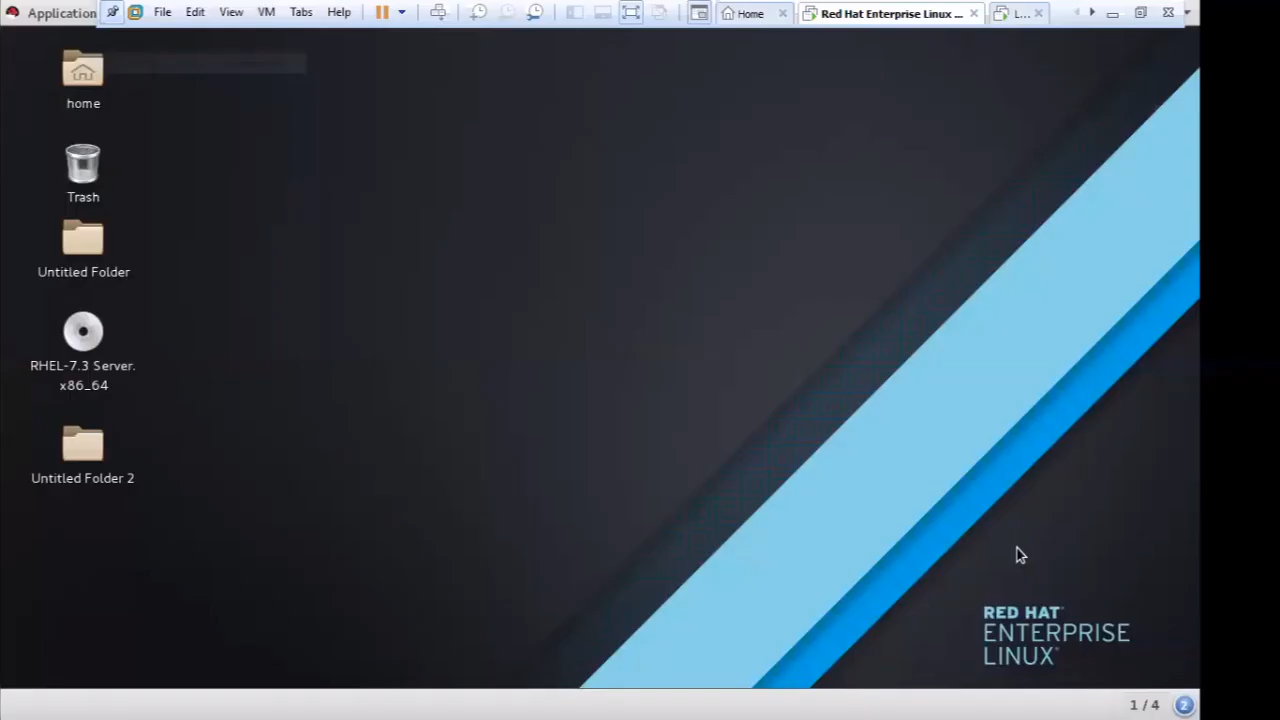 Application File Edit View VM Tabs Help Home Red Hat Enterprise Linux ... L...
home
Trash
Untitled Folder
RHEL-7.3 Server.
x86_64
Untitled Folder 2
RED HAT
ENTERPRISE
LINUX
1 / 4 2